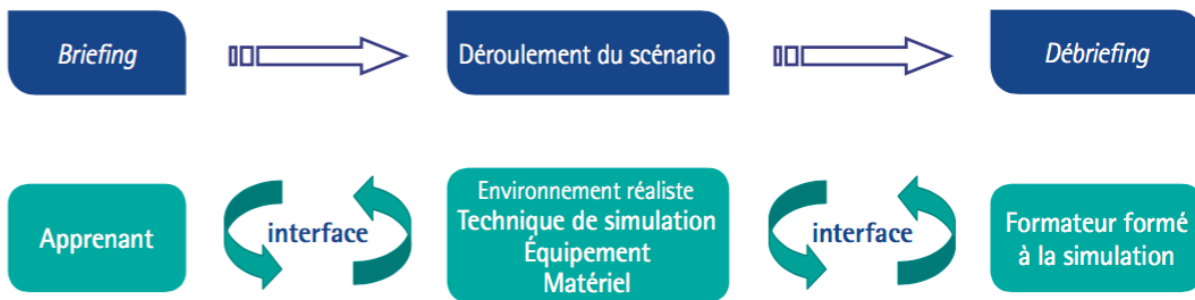 Briefing
Déroulement du scénario
Débriefing
Apprenant
interface
Environnement réaliste
Technique de simulation
Équipement
Matériel
interface
Formateur formé
à la simulation